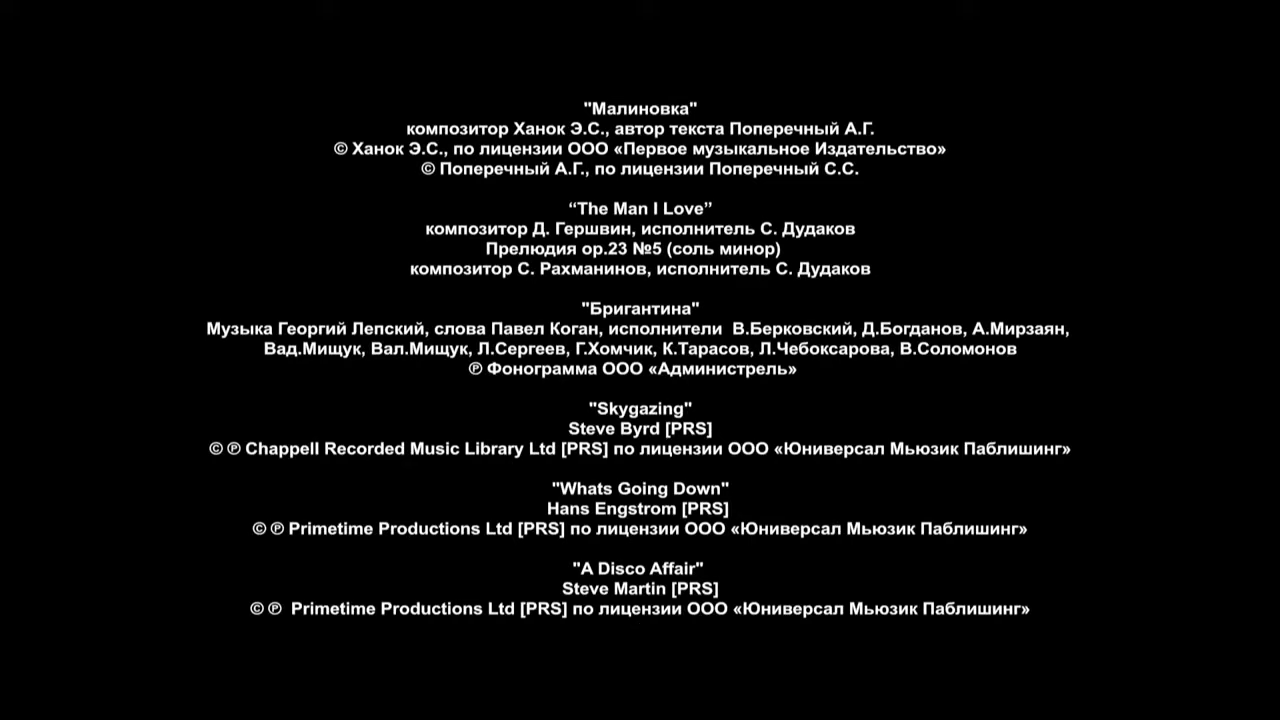 "Малиновка"
композитор Ханок Э.С., автор текста Поперечный А.Г.
© Ханок Э.С., по лицензии ООО «Первое музыкальное Издательство»
© Поперечный А.Г., по лицензии Поперечный С.С.
“The Man I Love”
композитор Д. Гершвин, исполнитель С. Дудаков
Прелюдия ор.23 №5 (соль минор)
композитор С. Рахманинов, исполнитель С. Дудаков
"Бригантина"
Музыка Георгий Лепский, слова Павел Коган, исполнители  В.Берковский, Д.Богданов, А.Мирзаян,
Вад.Мищук, Вал.Мищук, Л.Сергеев, Г.Хомчик, К.Тарасов, Л.Чебоксарова, В.Соломонов
℗ Фонограмма ООО «Администрель»
"Skygazing"
Steve Byrd [PRS]
© ℗ Chappell Recorded Music Library Ltd [PRS] по лицензии ООО «Юниверсал Мьюзик Паблишинг»
"Whats Going Down"
Hans Engstrom [PRS]
© ℗ Primetime Productions Ltd [PRS] по лицензии ООО «Юниверсал Мьюзик Паблишинг»
"A Disco Affair"
Steve Martin [PRS]
© ℗  Primetime Productions Ltd [PRS] по лицензии ООО «Юниверсал Мьюзик Паблишинг»